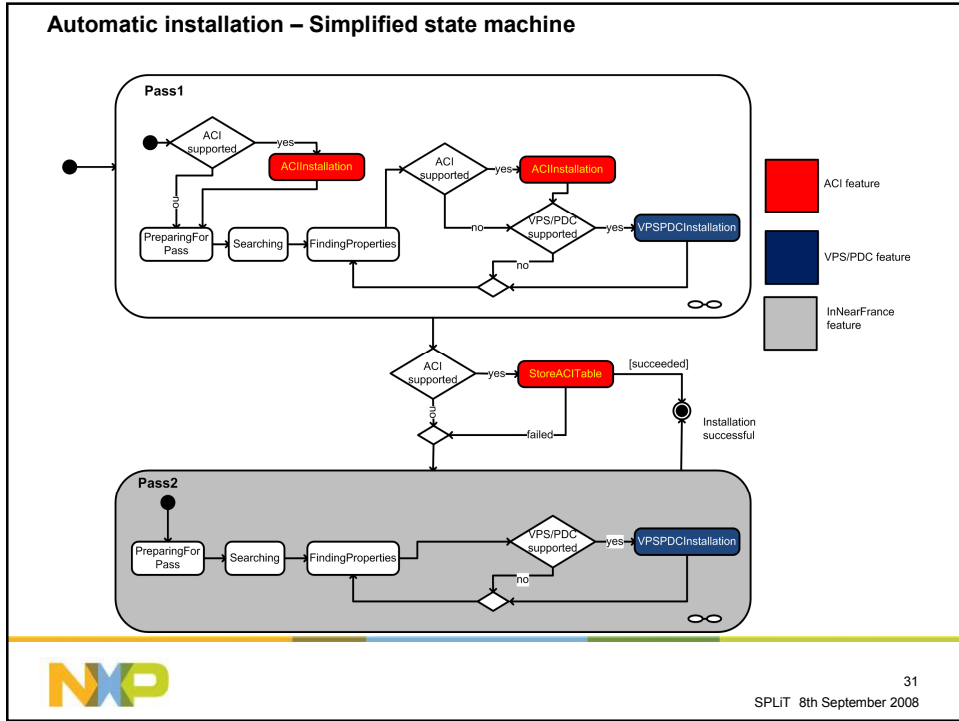 Automatic installation – Simplified state machine
Pass1
ACI
supported
yes
ACIInstallation
no
PreparingFor
Pass
Searching
FindingProperties
ACI
supported
yes
ACIInstallation
no
VPS/PDC
supported
yes
VPSPDCInstallation
no
ACI feature
VPS/PDC feature
InNearFrance
feature
ACI
supported
yes
StoreACITable
[succeeded]
no
failed
Installation
successful
Pass2
PreparingFor
Pass
Searching
FindingProperties
VPS/PDC
supported
yes
VPSPDCInstallation
no
NXP
31
SPLiT 8th September 2008